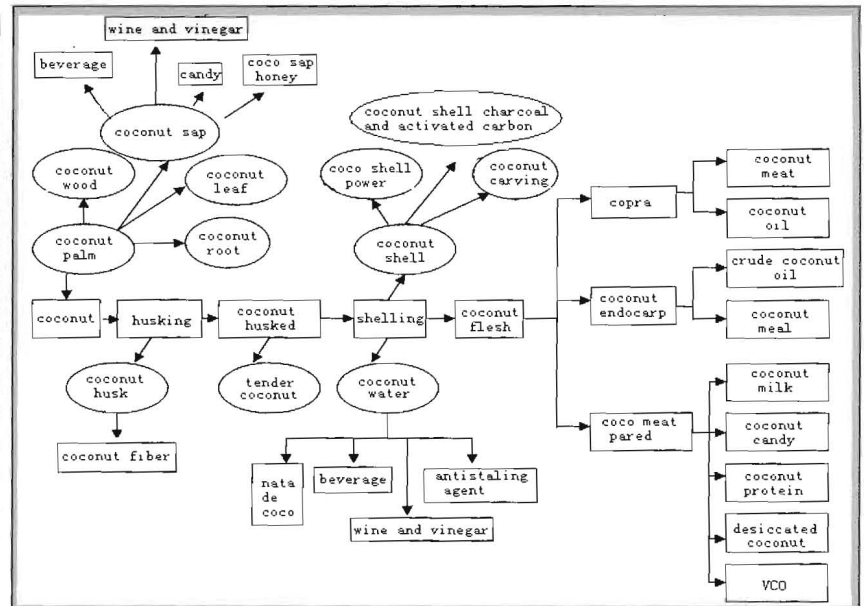 wine and vinegar
beverage
candy
coco sap
honey
coconut sap
coconut shell charcoal
and activated carbon
coconut
wood
coconut
leaf
coco shell
power
coconut
carving
coconut
palm
coconut
root
coconut
shell
copra
coconut
meat
coconut
oil
coconut
husking
coconut
husked
shelling
coconut
flesh
coconut
endocarp
crude coconut
oil
coconut
meal
coconut
husk
tender
coconut
coconut
water
coco meat
pared
coconut
milk
coconut
candy
coconut
protein
desiccated
coconut
VCO
coconut fiber
nata
de
coco
beverage
antistaling
agent
wine and vinegar